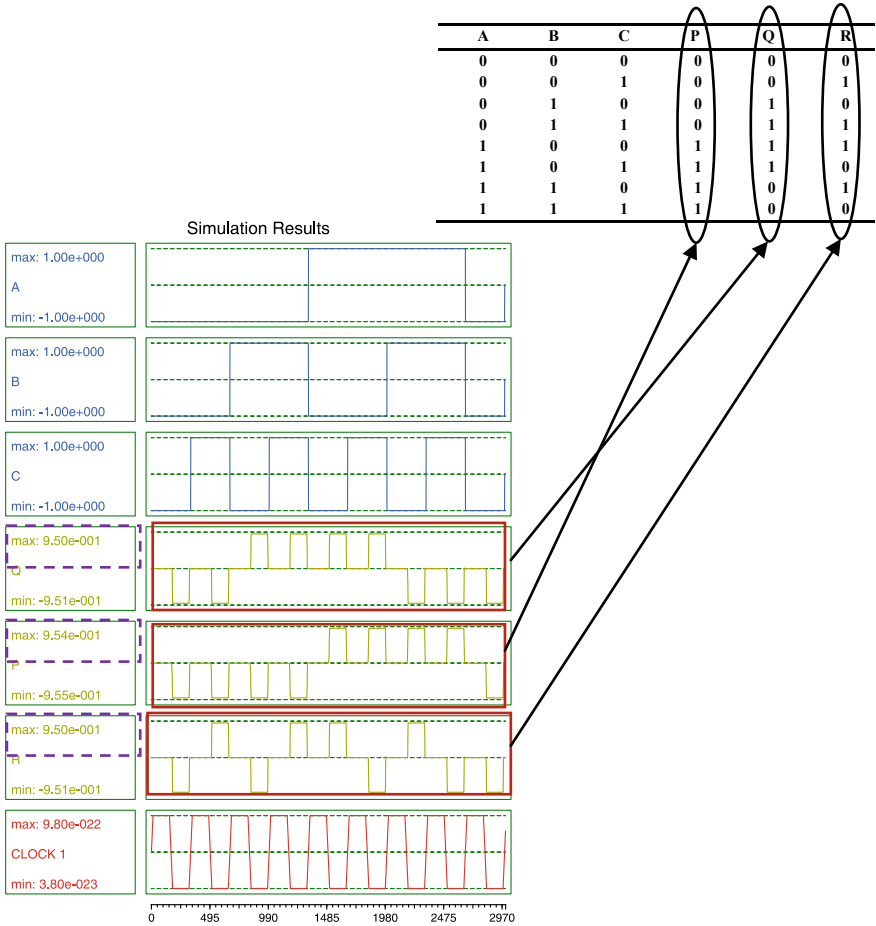 A B C P Q R
0 0 0 0 0 0
0 0 1 0 0 1
0 1 0 0 1 0
0 1 1 0 1 1
1 0 0 1 1 1
1 0 1 1 1 0
1 1 0 1 0 1
1 1 1 1 0 0
Simulation Results
max: 1.00e+000
A
min: -1.00e+000
max: 1.00e+000
B
min: -1.00e+000
max: 1.00e+000
C
min: -1.00e+000
max: 9.50e-001
Q
min: -9.51e-001
max: 9.54e-001
P
min: -9.55e-001
max: 9.50e-001
R
min: -9.51e-001
max: 9.80e-022
CLOCK 1
min: 3.80e-023
0 495 990 1485 1980 2475 2970